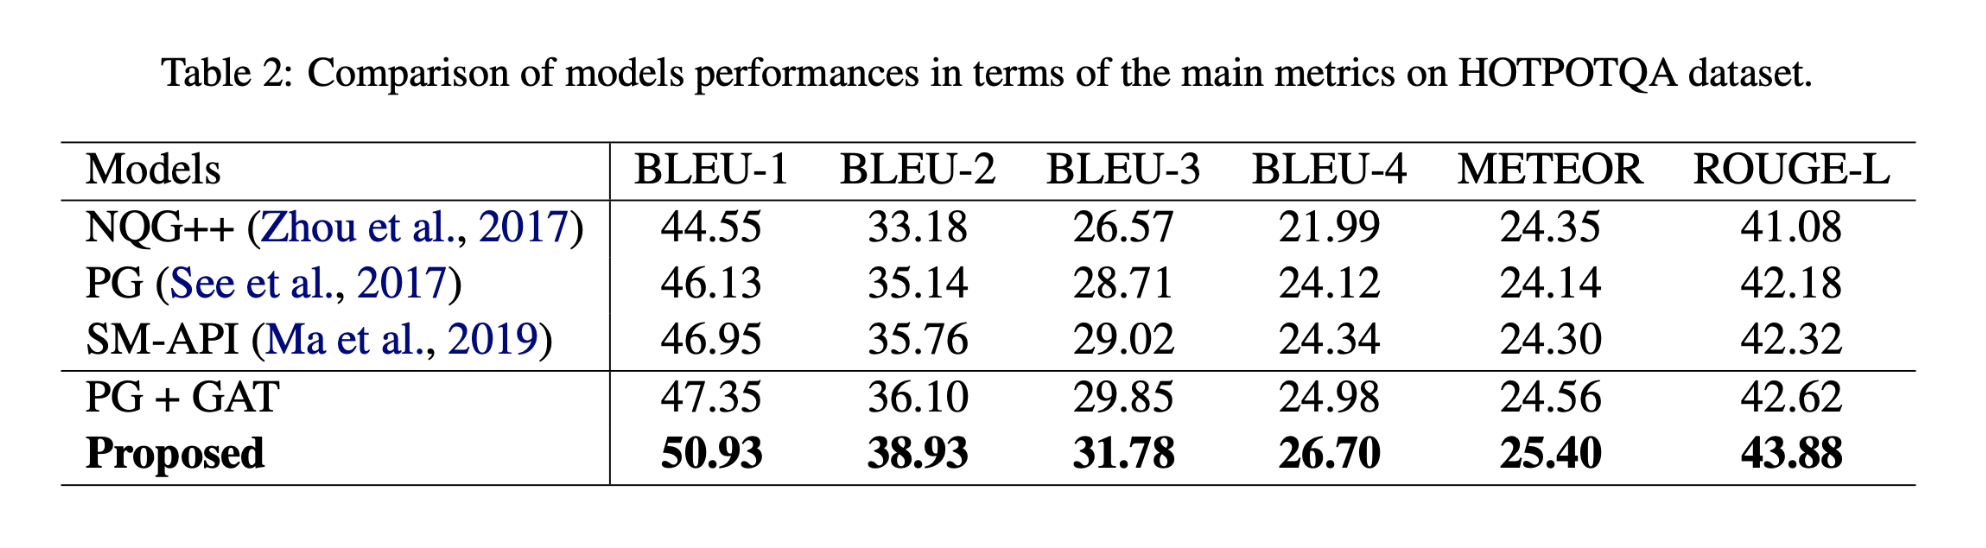 Table 2: Comparison of models performances in terms of the main metrics on HOTPOTQA dataset.
Models BLEU-1 BLEU-2 BLEU-3 BLEU-4 METEOR ROUGE-L
NQG++ (Zhou et al., 2017) 44.55 33.18 26.57 21.99 24.35 41.08
PG (See et al., 2017) 46.13 35.14 28.71 24.12 24.14 42.18
SM-API (Ma et al., 2019) 46.95 35.76 29.02 24.34 24.30 42.32
PG + GAT 47.35 36.10 29.85 24.98 24.56 42.62
Proposed 50.93 38.93 31.78 26.70 25.40 43.88